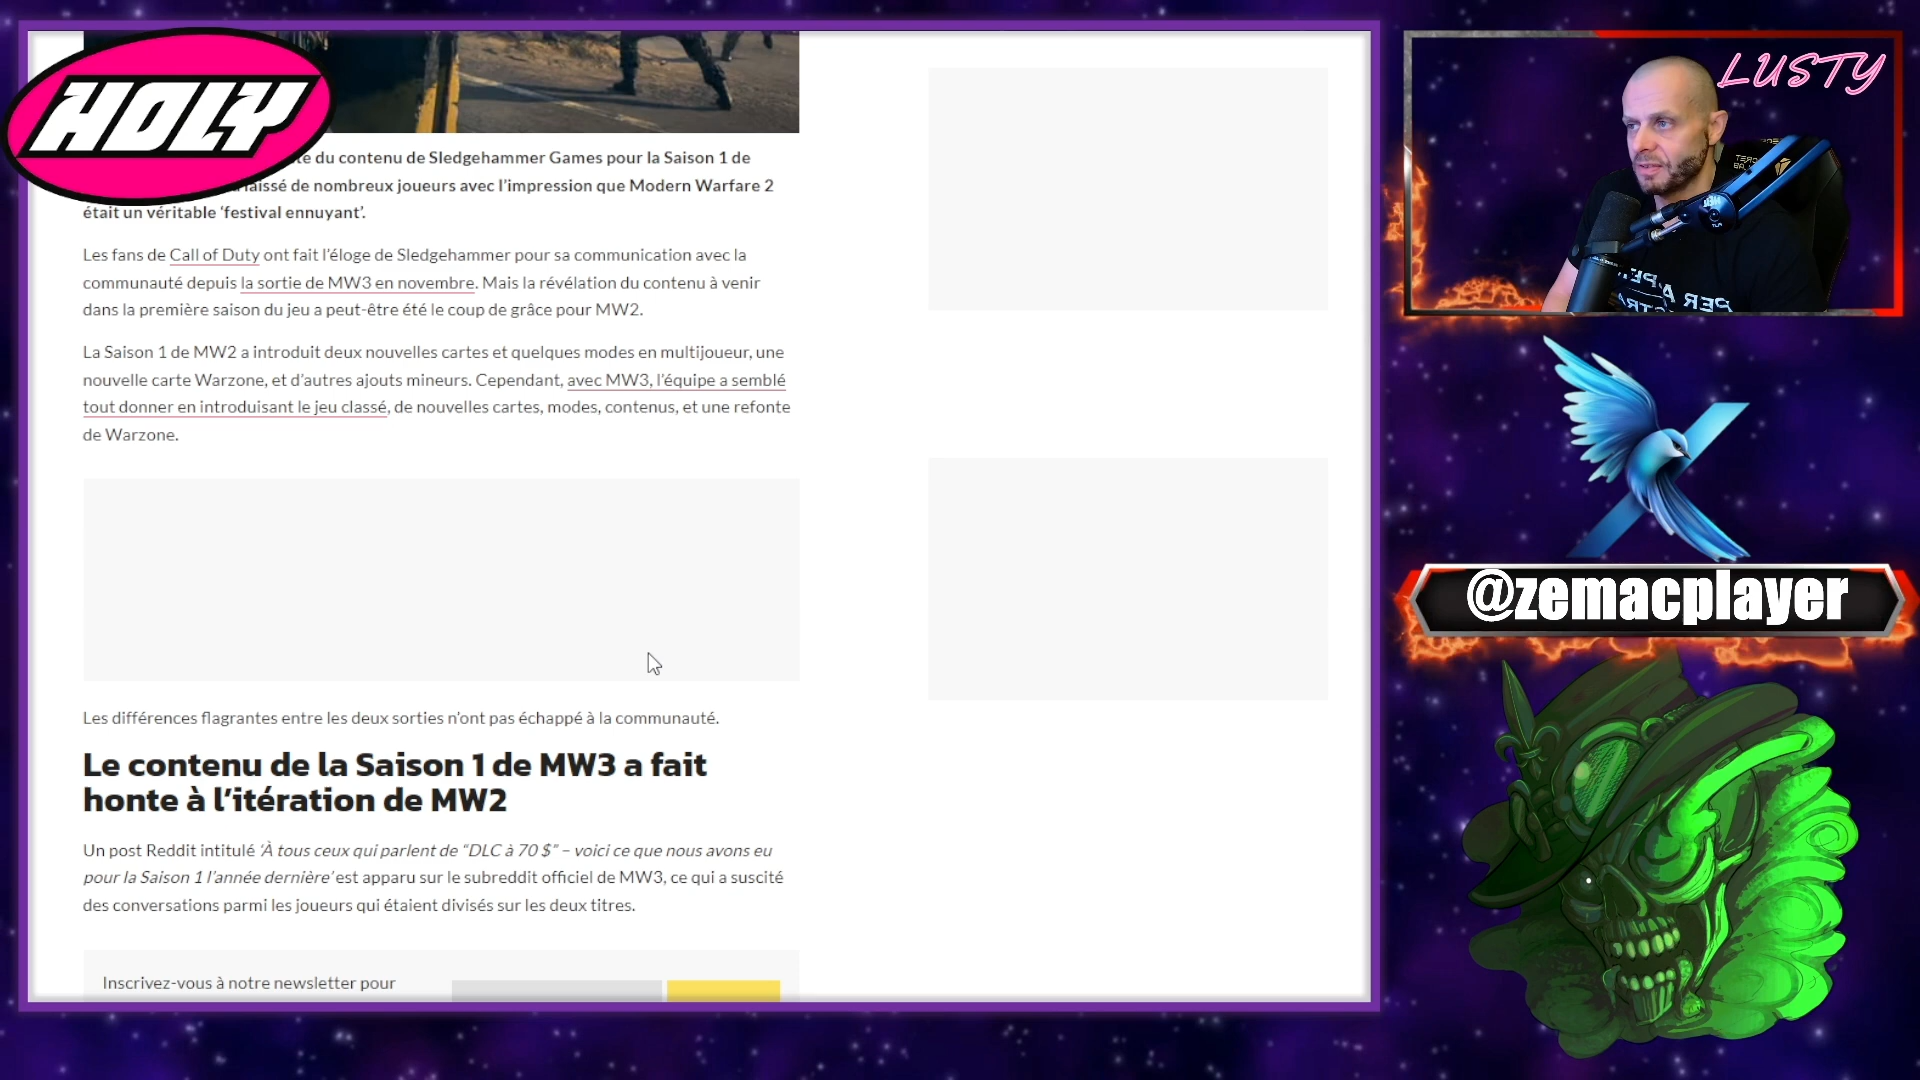 HOLY
LUSTY
te du contenu de Sledgehammer Games pour la Saison 1 de
laissé de nombreux joueurs avec l’impression que Modern Warfare 2
était un véritable ‘festival ennuyant’.
Les fans de Call of Duty ont fait l’éloge de Sledgehammer pour sa communication avec la
communauté depuis la sortie de MW3 en novembre. Mais la révélation du contenu à venir
dans la première saison du jeu a peut-être été le coup de grâce pour MW2.
La Saison 1 de MW2 a introduit deux nouvelles cartes et quelques modes en multijoueur, une
nouvelle carte Warzone, et d’autres ajouts mineurs. Cependant, avec MW3, l’équipe a semblé
tout donner en introduisant le jeu classé, de nouvelles cartes, modes, contenus, et une refonte
de Warzone.
@zemacplayer
Les différences flagrantes entre les deux sorties n’ont pas échappé à la communauté.
Le contenu de la Saison 1 de MW3 a fait
honte à l’itération de MW2
Un post Reddit intitulé ‘À tous ceux qui parlent de “DLC à 70 $” – voici ce que nous avons eu
pour la Saison 1 l’année dernière’ est apparu sur le subreddit officiel de MW3, ce qui a suscité
des conversations parmi les joueurs qui étaient divisés sur les deux titres.
Inscrivez-vous à notre newsletter pour